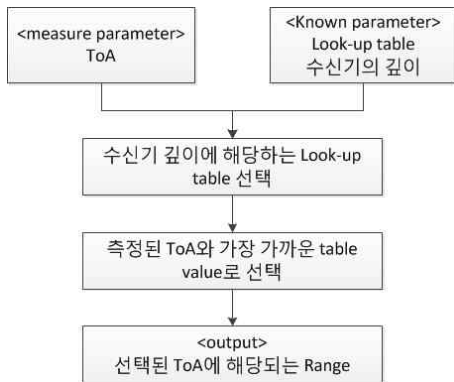 <measure parameter>
ToA
<Known parameter>
Look-up table
수신기의 깊이
수신기 깊이에 해당하는 Look-up
table 선택
측정된 ToA와 가장 가까운 table
value로 선택
<output>
선택된 ToA에 해당되는 Range